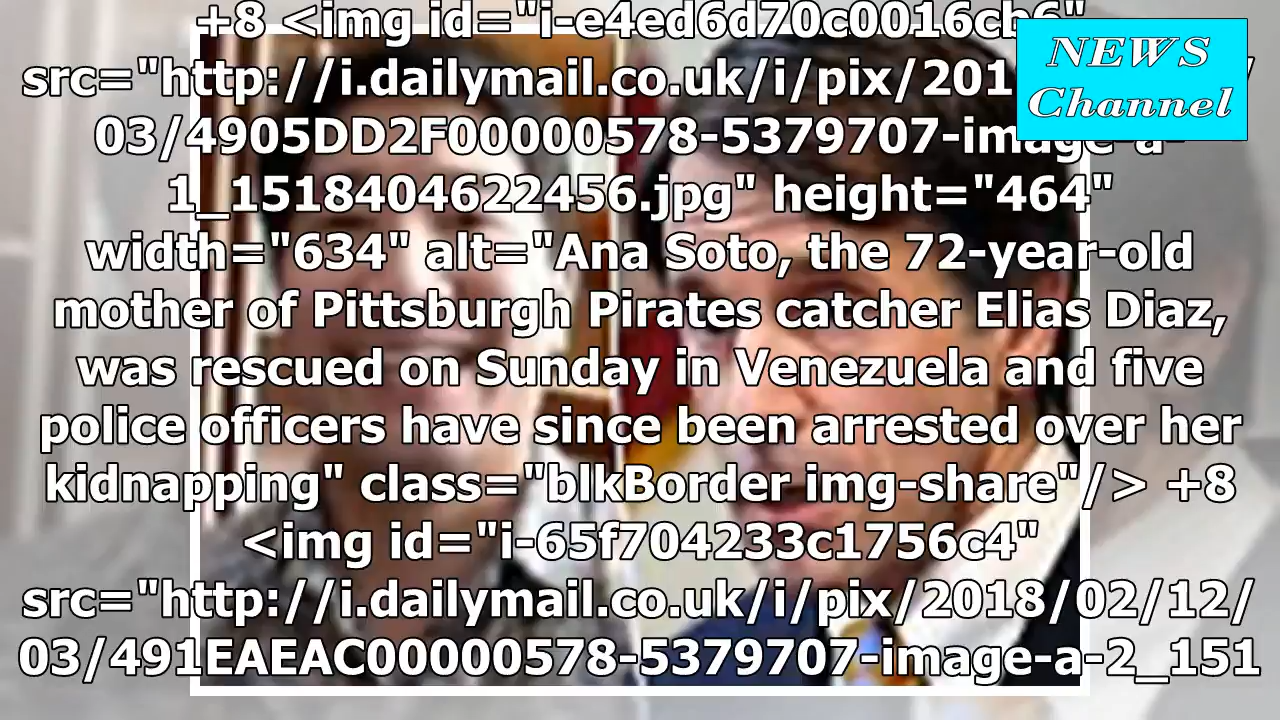 +8 <img id="i-e4ed6d70c0016cb6"
src="http://i.dailymail.co.uk/i/pix/201 /
03/4905DD2F00000578-5379707-image-a-
1_1518404622456.jpg" height="464"
width="634" alt="Ana Soto, the 72-year-old
mother of Pittsburgh Pirates catcher Elias Diaz,
was rescued on Sunday in Venezuela and five
police officers have since been arrested over her
kidnapping" class="blkBorder img-share"/> +8
<img id="i-65f704233c1756c4"
src="http://i.dailymail.co.uk/i/pix/2018/02/12/
03/491EAEAC00000578-5379707-image-a-2_151
NEWS
Channel